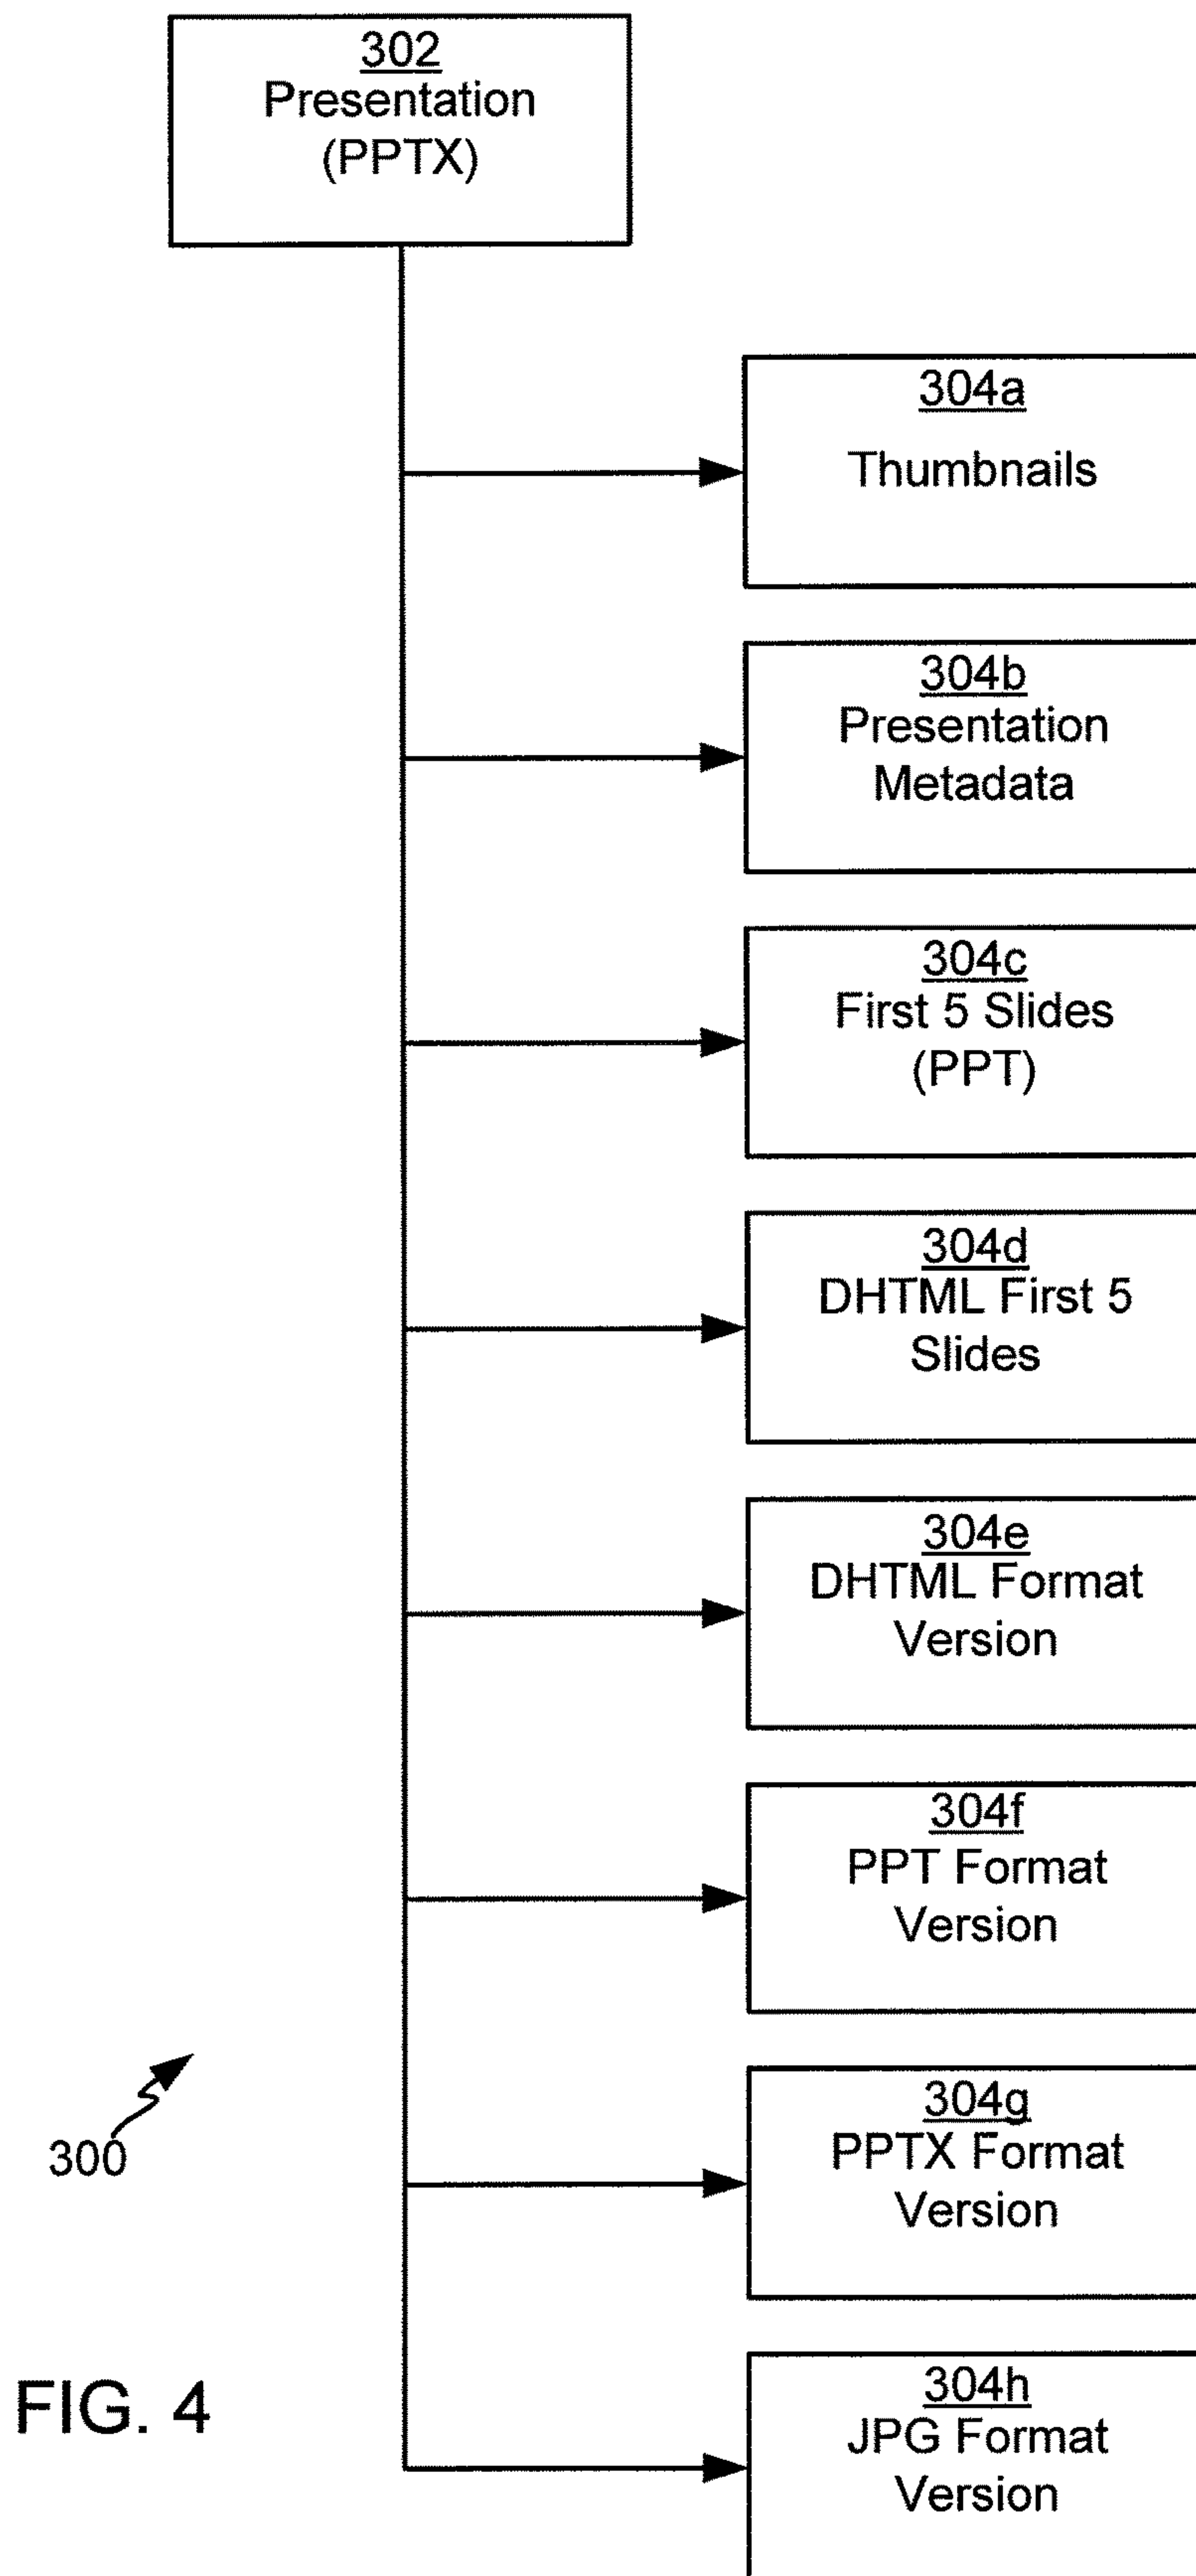 302
Presentation
(PPTX)
304a
Thumbnails
304b
Presentation
Metadata
304c
First 5 Slides
(PPT)
304d
DHTML First 5
Slides
304e
DHTML Format
Version
304f
PPT Format
Version
304g
PPTX Format
Version
300
304h
JPG Format
Version
FIG. 4